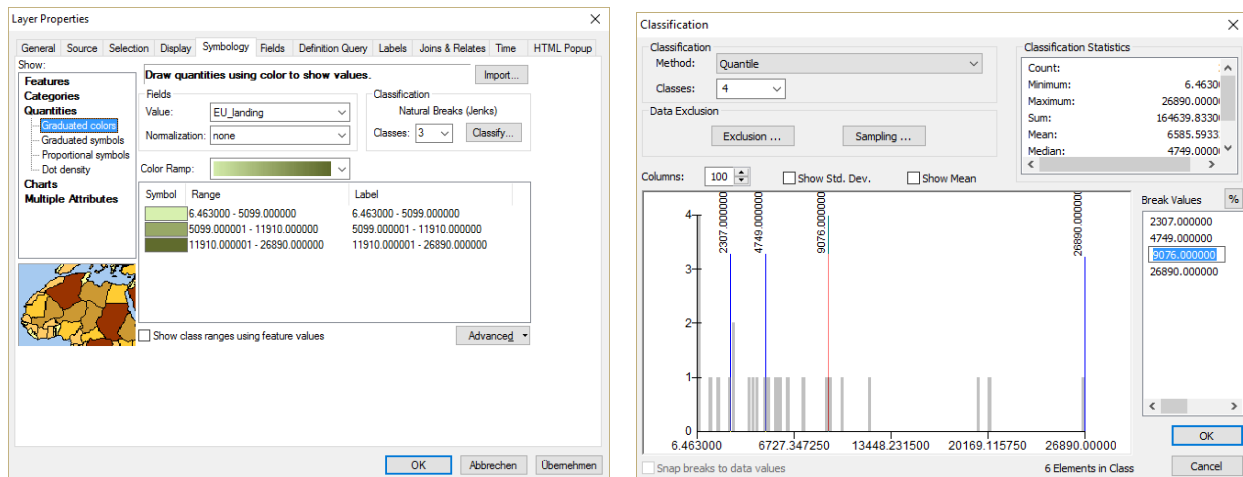 Layer Properties
General Source Selection Display Symbology Fields Definition Query Labels Joins & Relates Time HTML Popup
Show:
Features
Categories
Quantities
Graduated colors
Graduated symbols
Proportional symbols
Dot density
Charts
Multiple Attributes
Draw quantities using color to show values.
Import...
Fields
Value: EU_landing
Normalization: none
Classification
Natural Breaks (Jenks)
Classes: 3 Classify...
Color Ramp:
Symbol Range Label
6.463000 - 5099.000000 6.463000 - 5099.000000
5099.000001 - 11910.000000 5099.000001 - 11910.000000
11910.000001 - 26890.000000 11910.000001 - 26890.000000
Show class ranges using feature values
Advanced
OK Abbrechen Übernehmen
Classification
Classification
Method: Quantile
Classes: 4
Data Exclusion
Exclusion ... Sampling ...
Classification Statistics
Count:
Minimum: 6.4630
Maximum: 26890.0000
Sum: 164639.8330
Mean: 6585.5933
Median: 4749.0000
Columns: 100 Show Std. Dev. Show Mean
Break Values %
2307.000000
4749.000000
9076.000000
26890.000000
2307.000000 4749.000000 9076.000000 26890.000000
4
3
2
1
0
6.463000 6727.347250 13448.231500 20169.115750 26890.00000
Snap breaks to data values
6 Elements in Class
OK
Cancel